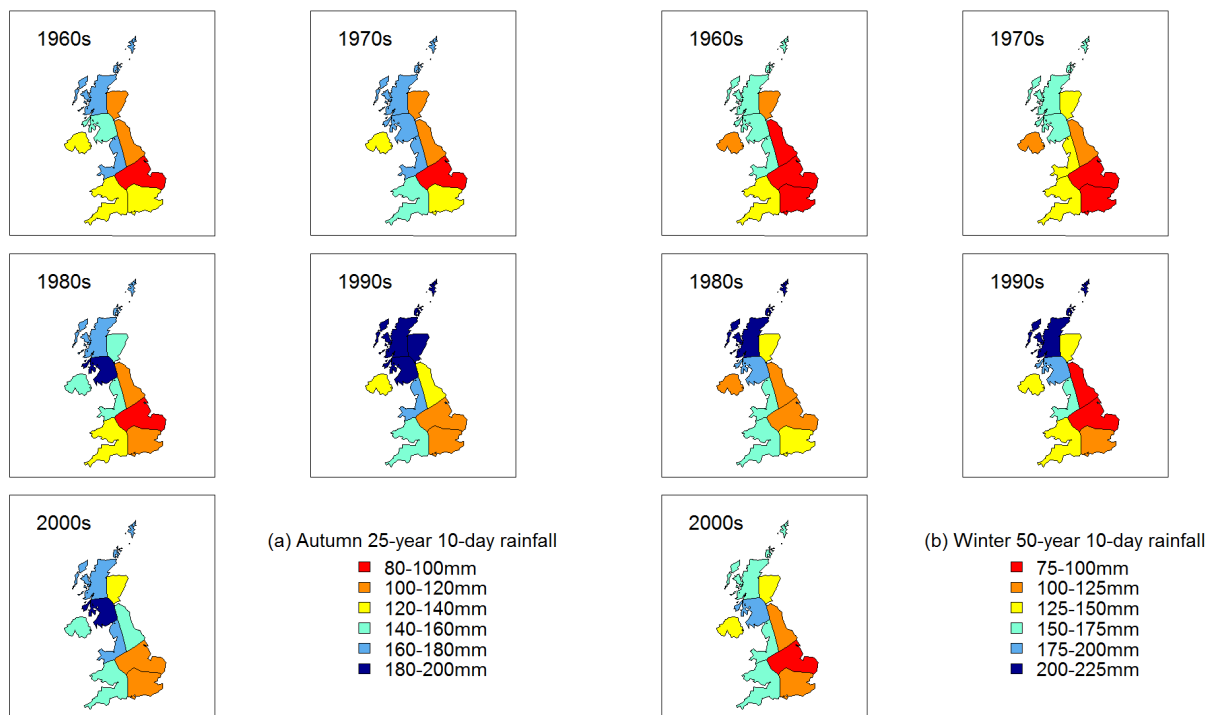 1960s
1970s
1980s
1990s
2000s
(a) Autumn 25-year 10-day rainfall
80-100mm
100-120mm
120-140mm
140-160mm
160-180mm
180-200mm
1960s
1970s
1980s
1990s
2000s
(b) Winter 50-year 10-day rainfall
75-100mm
100-125mm
125-150mm
150-175mm
175-200mm
200-225mm